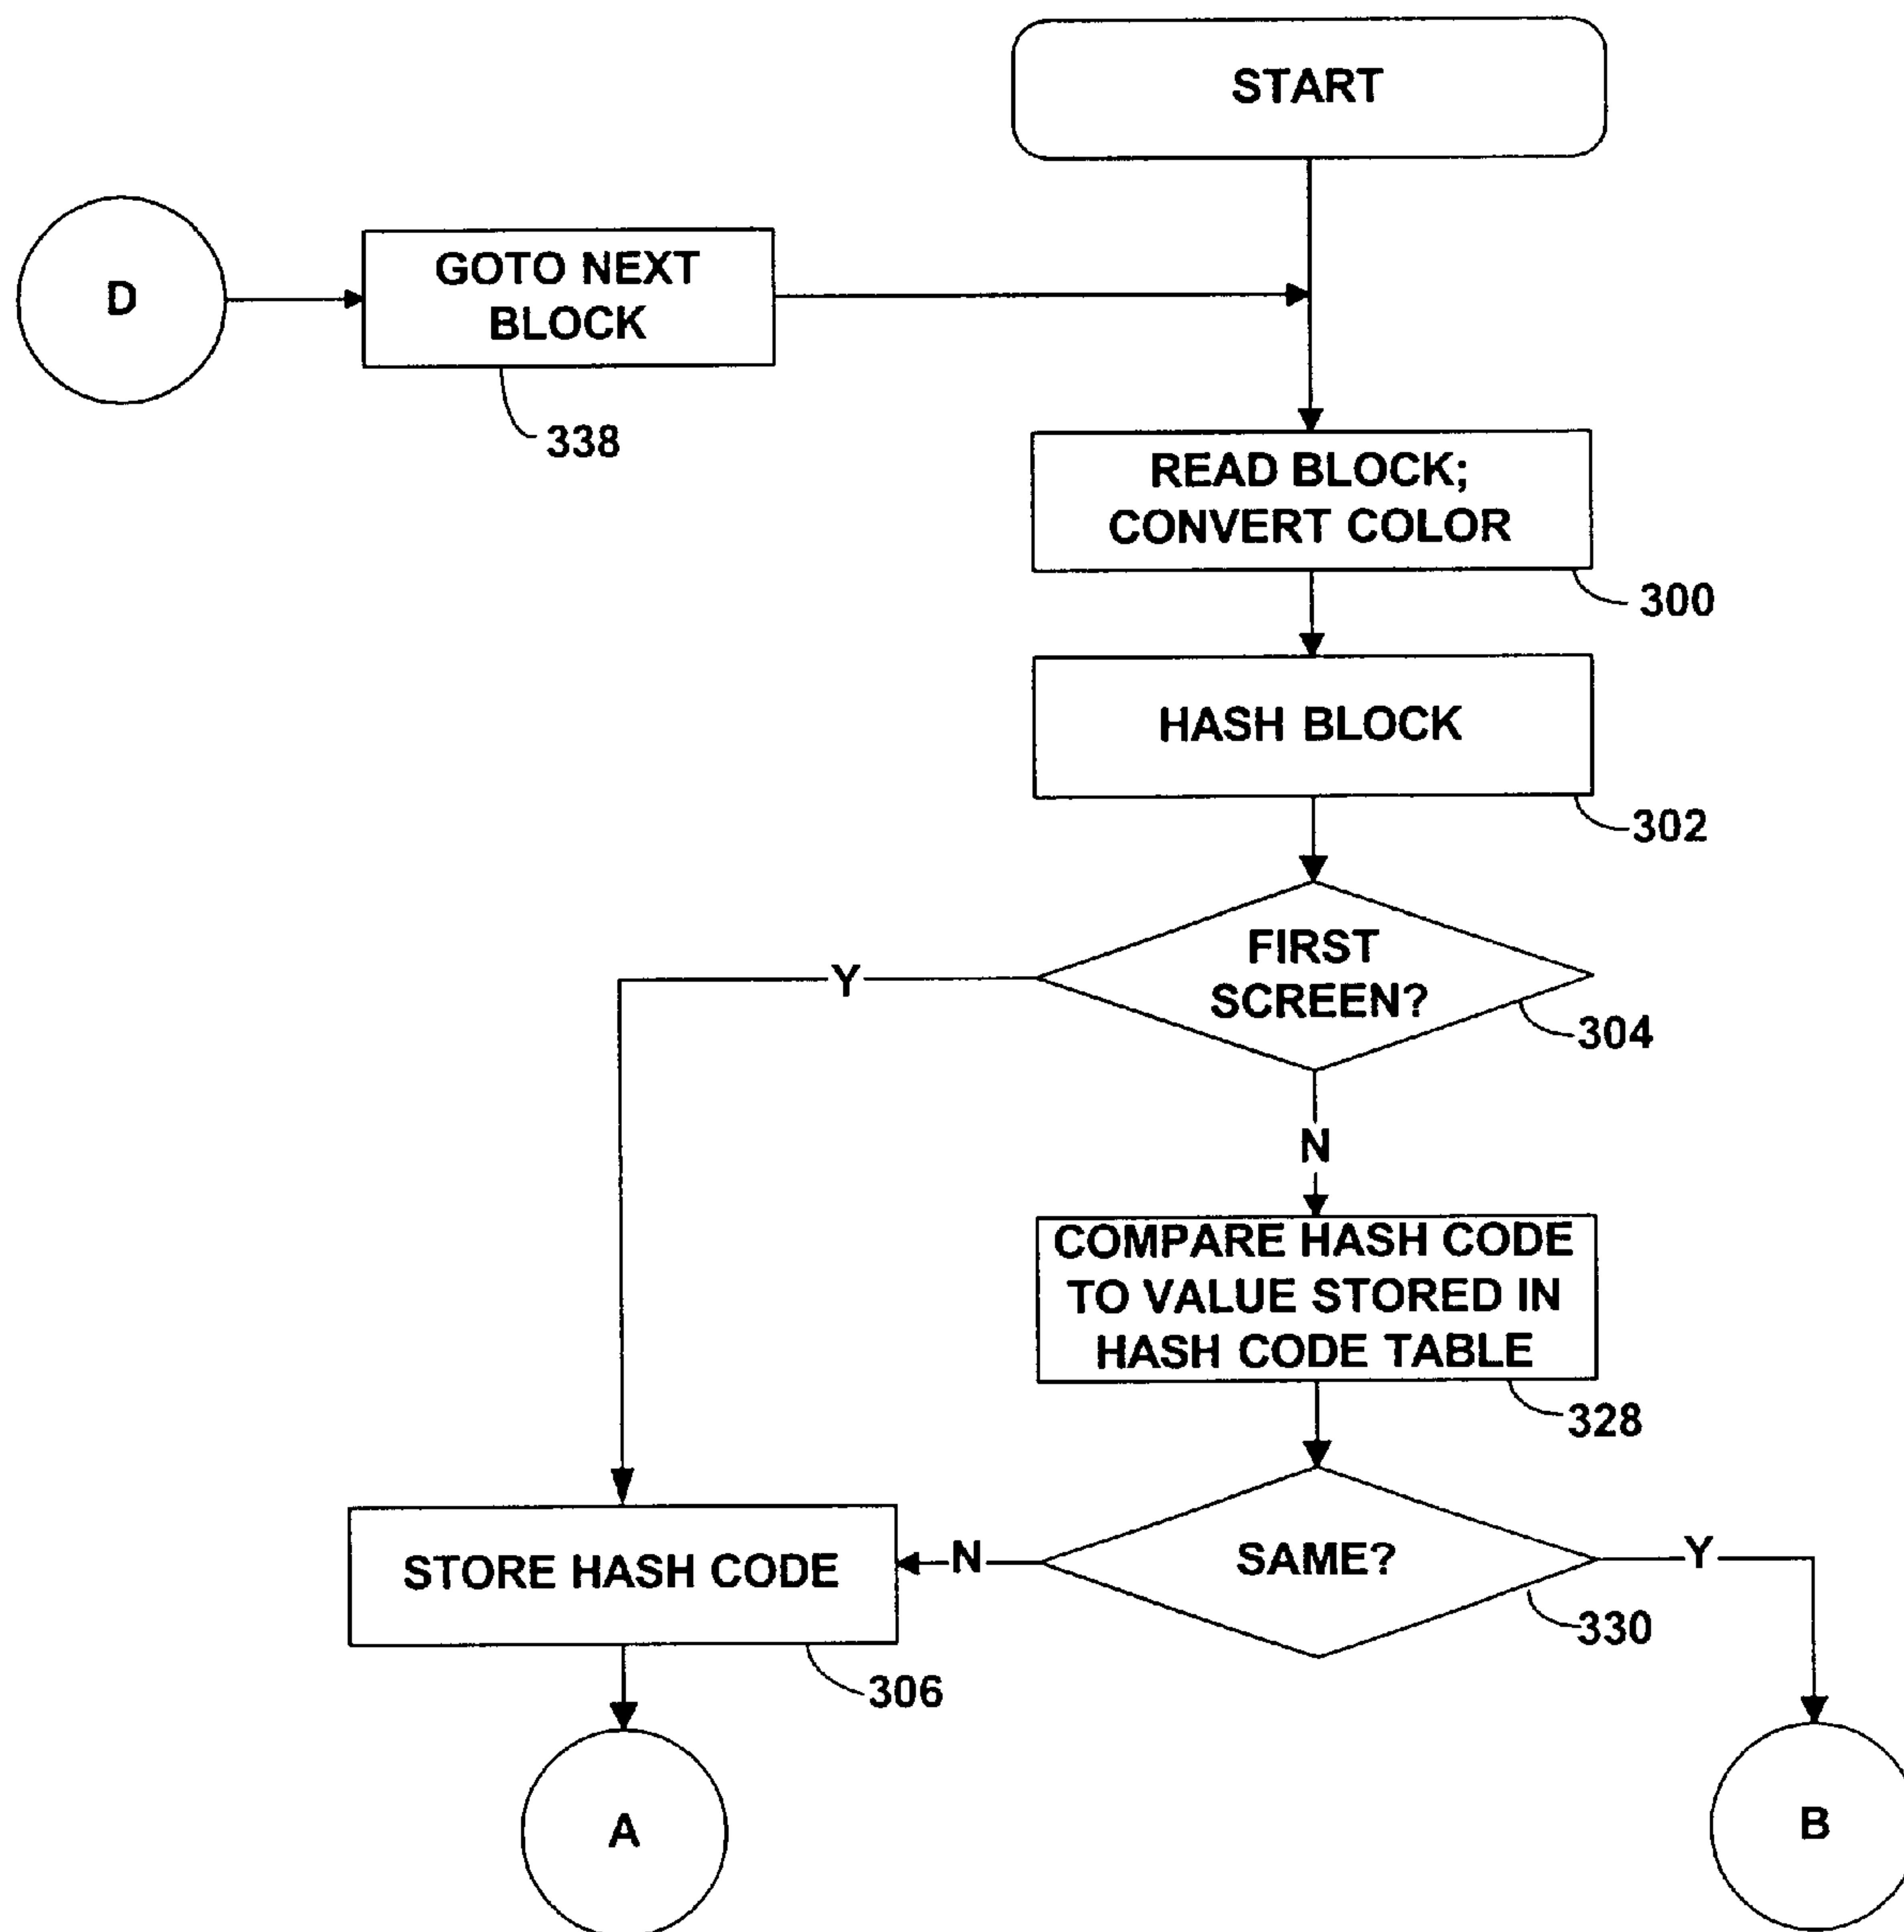 START
D
GOTO NEXT
BLOCK
338
READ BLOCK;
CONVERT COLOR
300
HASH BLOCK
302
FIRST
SCREEN?
Y
304
N
COMPARE HASH CODE
TO VALUE STORED IN
HASH CODE TABLE
328
STORE HASH CODE
N
SAME?
Y
330
306
A
B